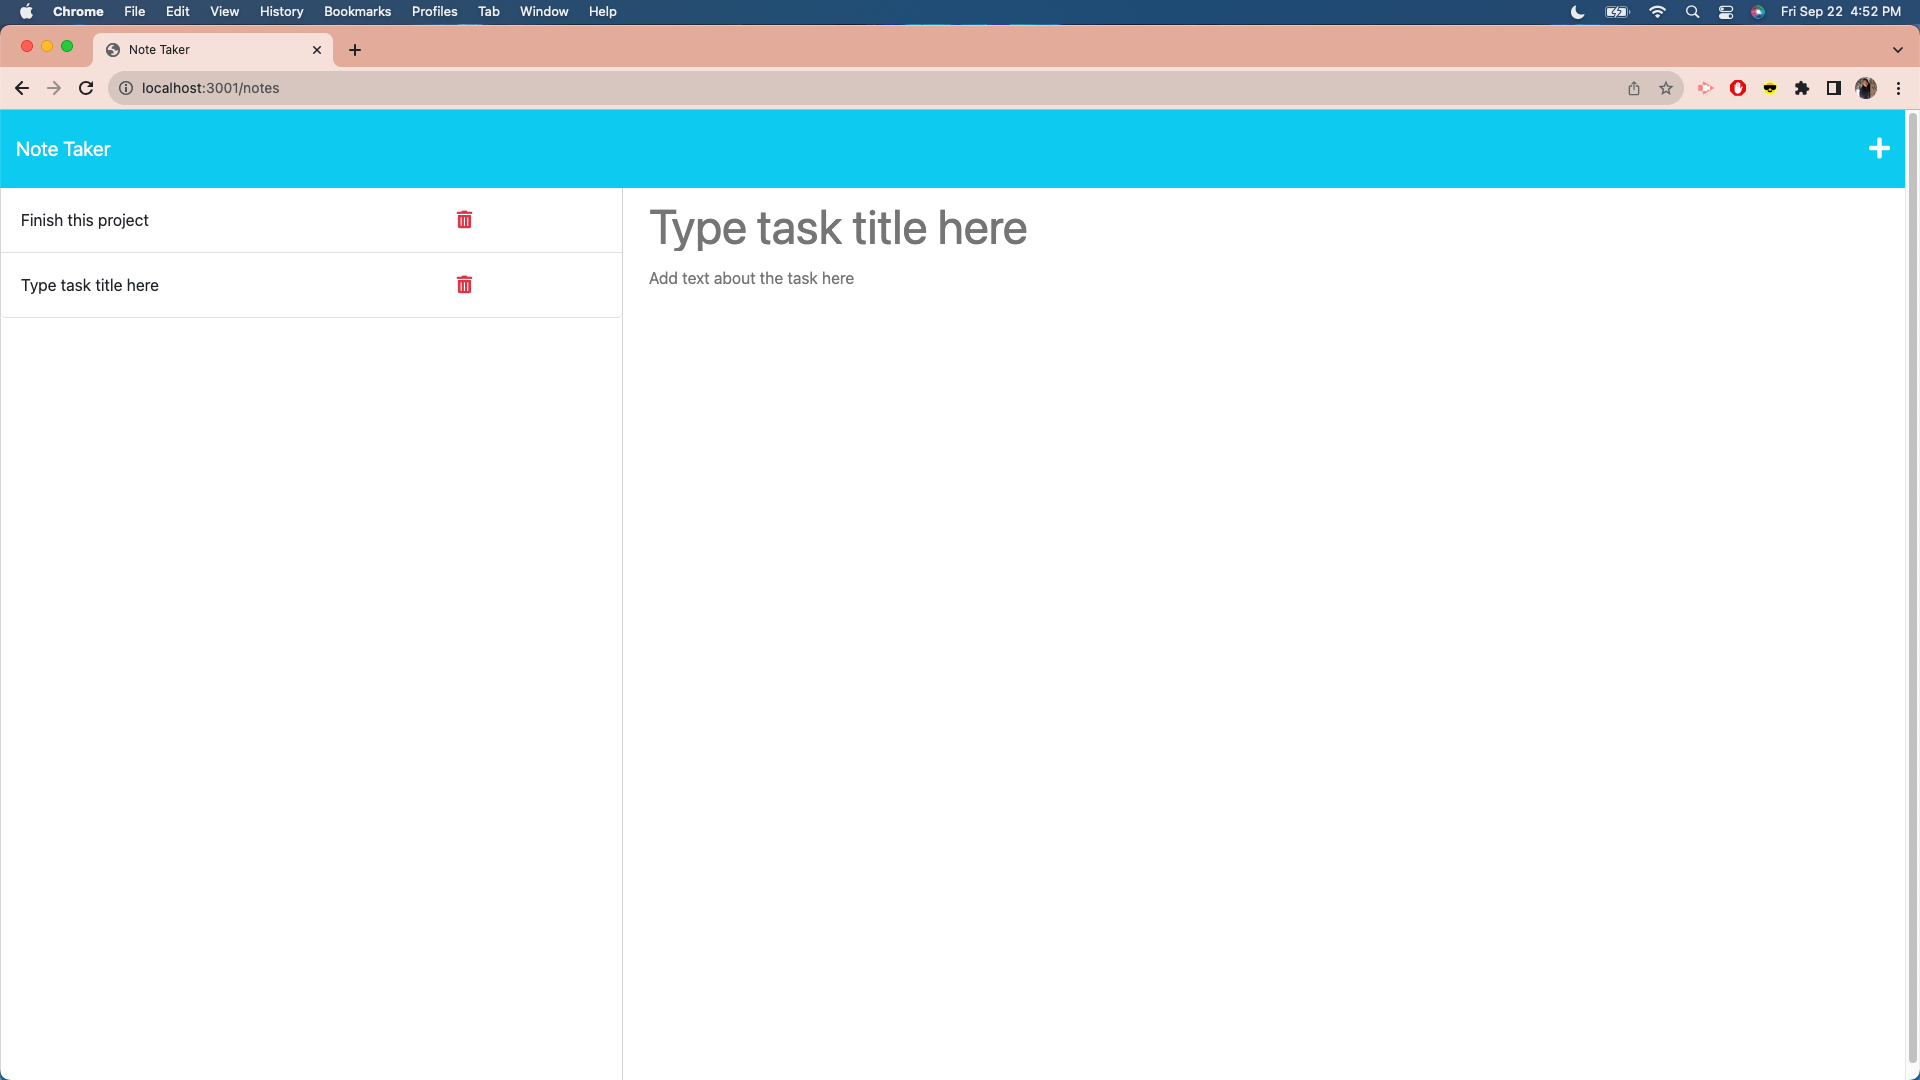 Chrome File Edit View History Bookmarks Profiles Tab Window Help Fri Sep 22 4:52 PM
Note Taker
localhost:3001/notes
Note Taker
Finish this project
Type task title here
Type task title here
Add text about the task here